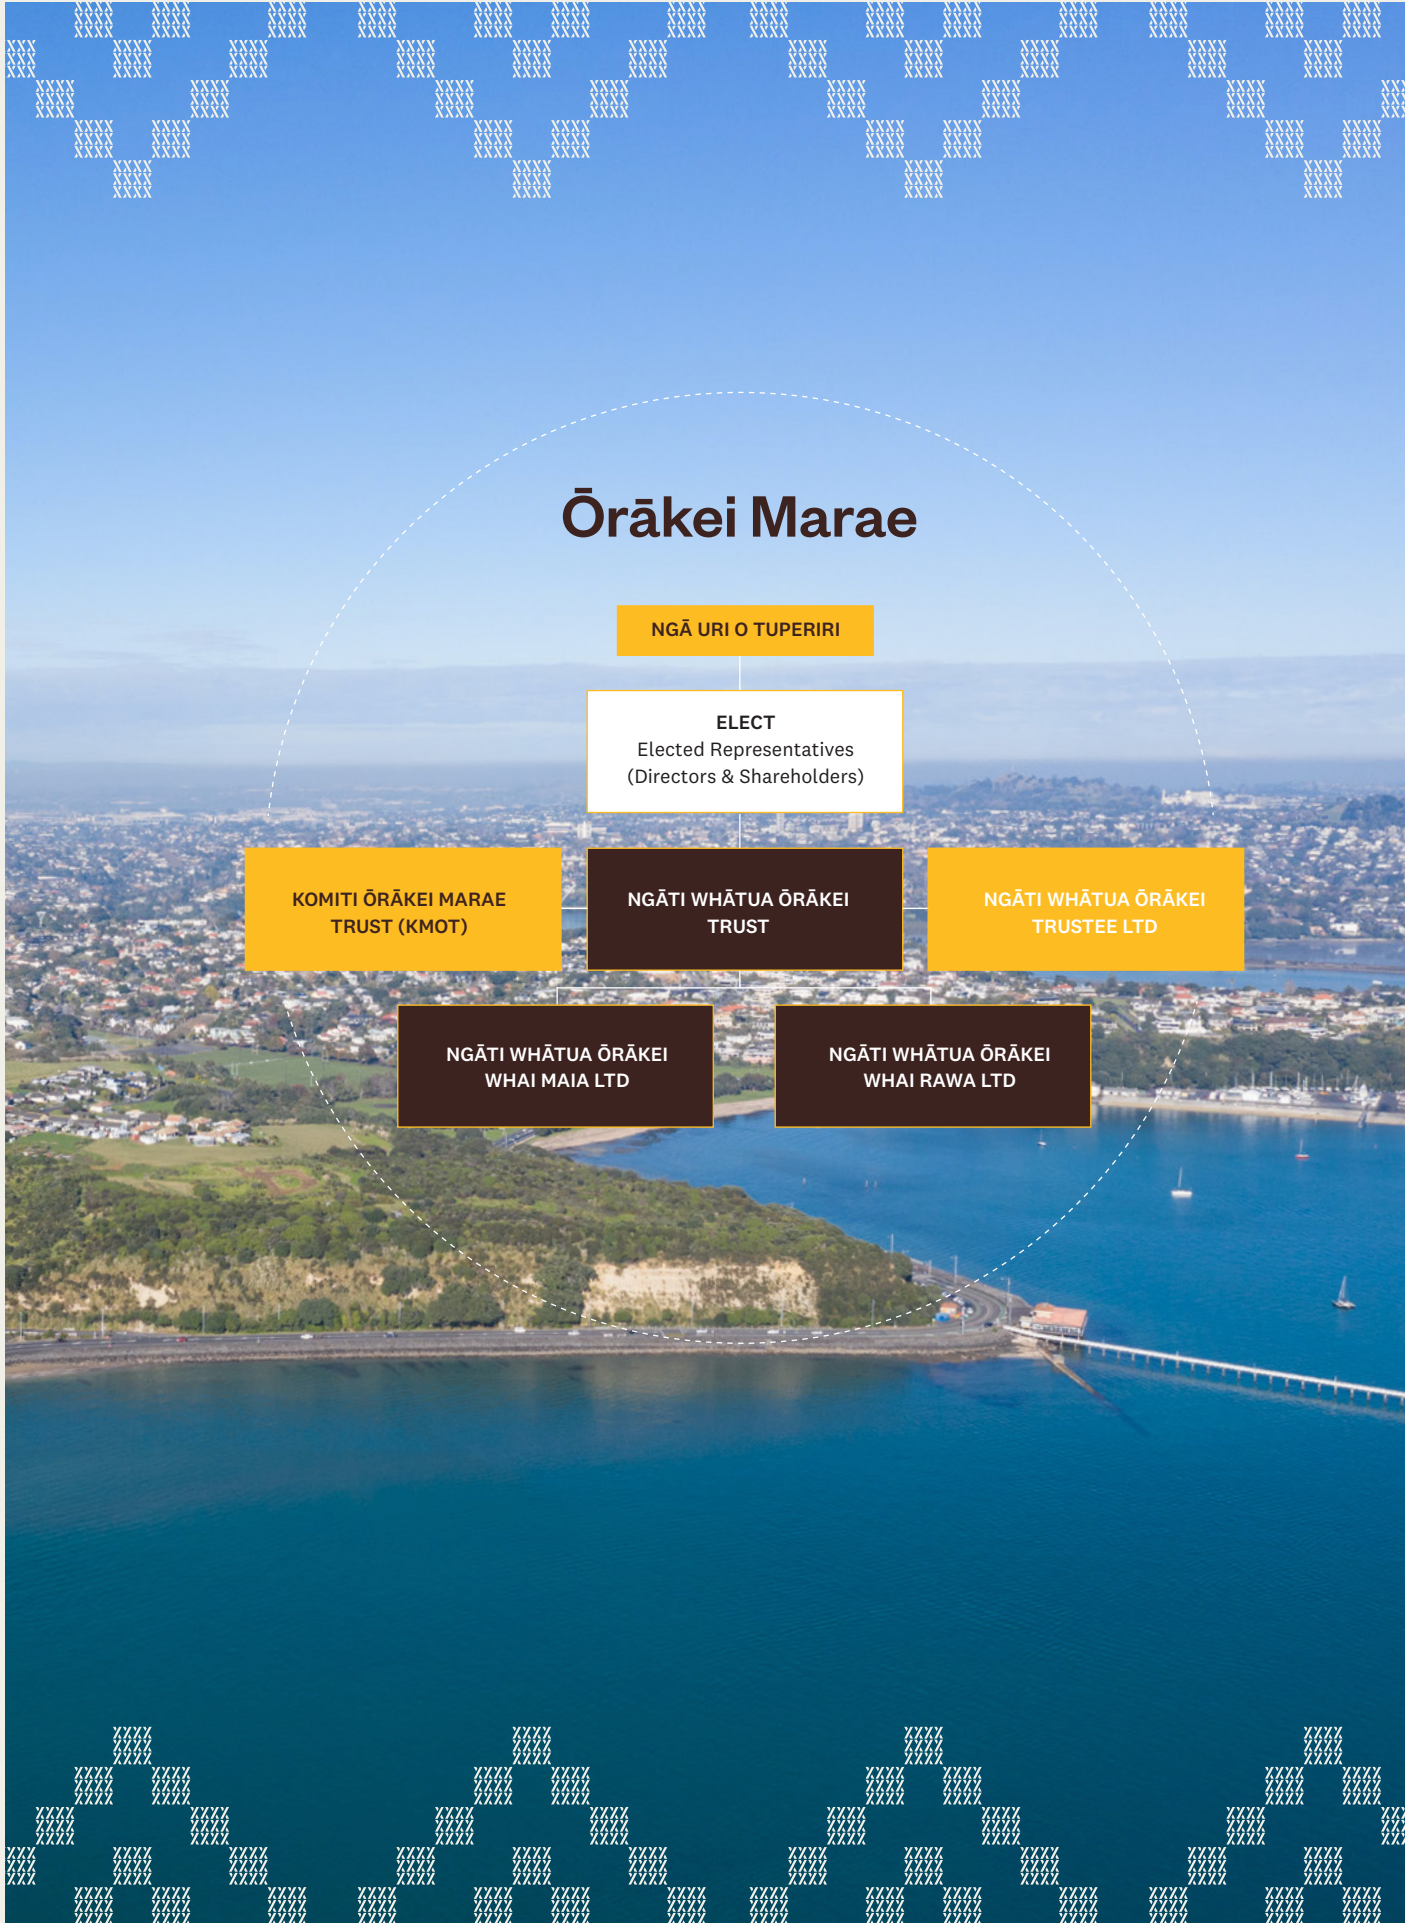 Ōrākei Marae
NGĀ URI O TUPERIRI
ELECT
Elected Representatives
(Directors & Shareholders)
KOMITI ŌRĀKEI MARAE
TRUST (KMOT)
NGĀTI WHĀTUA ŌRĀKEI
TRUST
NGĀTI WHĀTUA ŌRĀKEI
TRUSTEE LTD
NGĀTI WHĀTUA ŌRĀKEI
WHAI MAIA LTD
NGĀTI WHĀTUA ŌRĀKEI
WHAI RAWA LTD